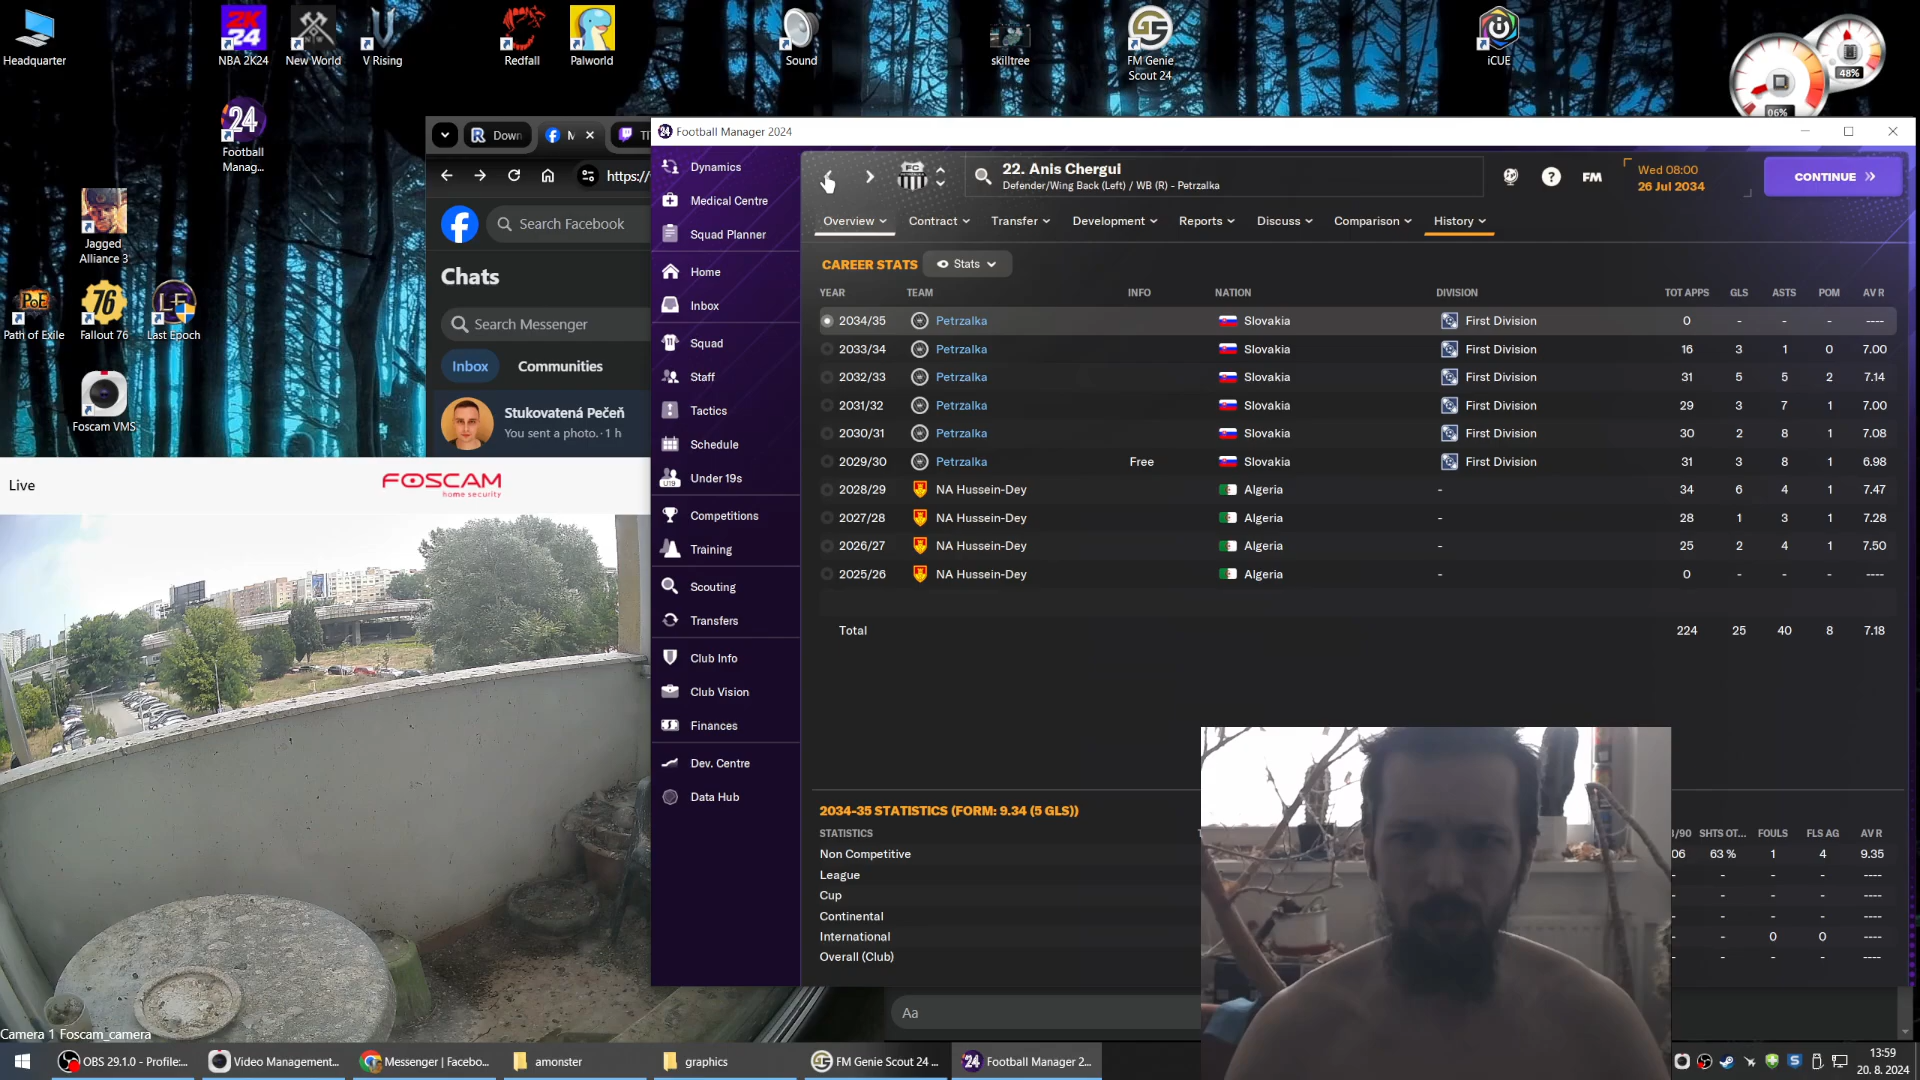 Headquarter
NBA 2K24
New World
V Rising
Redfall
Palworld
Sound
skilltree
FM Genie
Scout 24
iCUE
48%
06%
Football
Manag...
Jagged
Alliance 3
Path of Exile
Fallout 76
Last Epoch
Foscam VMS
Down
https://
Search Facebook
Chats
Search Messenger
Inbox
Communities
Stukovatená Pečeň
You sent a photo. · 1 h
Live
FOSCAM
home security
Camera 1 Foscam_camera
Football Manager 2024
Dynamics
Medical Centre
Squad Planner
Home
Inbox
Squad
Staff
Tactics
Schedule
Under 19s
Competitions
Training
Scouting
Transfers
Club Info
Club Vision
Finances
Dev. Centre
Data Hub
22. Anis Chergui
Defender/Wing Back (Left) / WB (R) - Petrzalka
FM
Wed 08:00
26 Jul 2034
CONTINUE
Overview
Contract
Transfer
Development
Reports
Discuss
Comparison
History
CAREER STATS
Stats
YEAR TEAM INFO NATION DIVISION TOT APPS GLS ASTS POM AV R
2034/35 Petrzalka Slovakia First Division 0 - - - ----
2033/34 Petrzalka Slovakia First Division 16 3 1 0 7.00
2032/33 Petrzalka Slovakia First Division 31 5 5 2 7.14
2031/32 Petrzalka Slovakia First Division 29 3 7 1 7.00
2030/31 Petrzalka Slovakia First Division 30 2 8 1 7.08
2029/30 Petrzalka Free Slovakia First Division 31 3 8 1 6.98
2028/29 NA Hussein-Dey Algeria - 34 6 4 1 7.47
2027/28 NA Hussein-Dey Algeria - 28 1 3 1 7.28
2026/27 NA Hussein-Dey Algeria - 25 2 4 1 7.50
2025/26 NA Hussein-Dey Algeria - 0 - - - ----
Total 224 25 40 8 7.18
2034-35 STATISTICS (FORM: 9.34 (5 GLS))
STATISTICS /90 SHTS OT... FOULS FLS AG AV R
Non Competitive 06 63 % 1 4 9.35
League - - - ----
Cup - - - ----
Continental - - - ----
International - 0 0 ----
Overall (Club) - - - ----
Aa
OBS 29.1.0 - Profile:...
Video Management...
Messenger | Facebo...
amonster
graphics
FM Genie Scout 24 ...
Football Manager 2...
13:59
20. 8. 2024